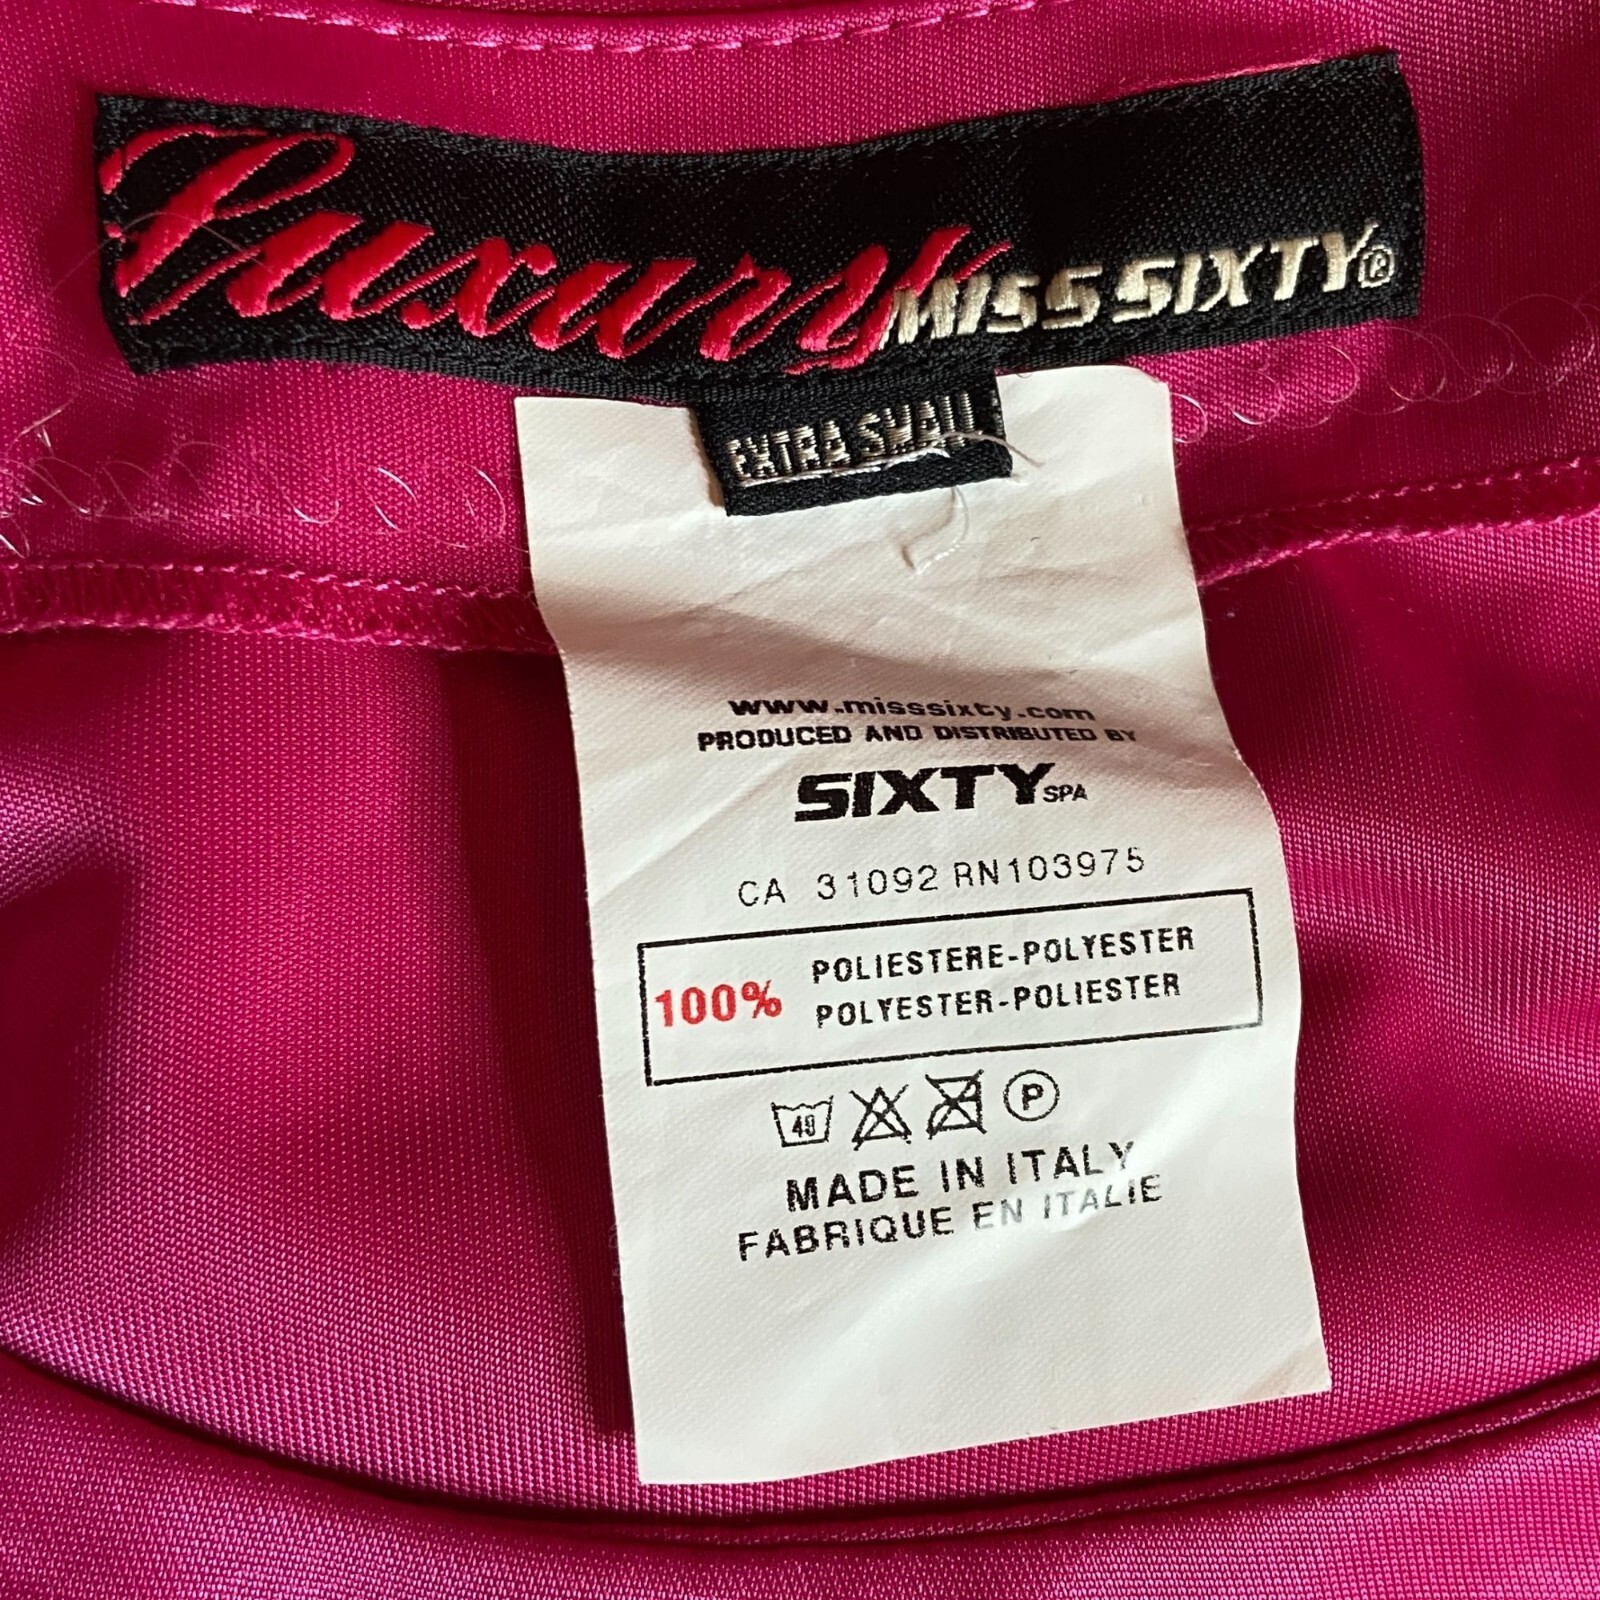 Luxury MISS SIXTY®
EXTRA SMALL
www.misssixty.com
PRODUCED AND DISTRIBUTED BY
SIXTY SPA
CA 31092 RN103975
100% POLIESTERE-POLYESTER
POLYESTER-POLIESTER
40 P
MADE IN ITALY
FABRIQUE EN ITALIE